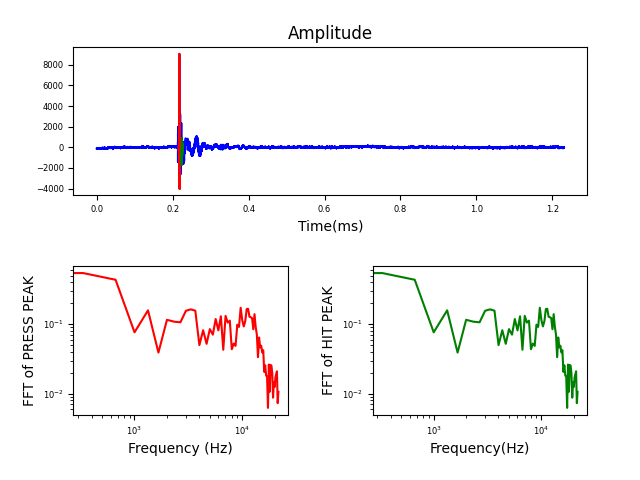 Amplitude
8000
6000
4000
2000
0
−2000
−4000
0.0 0.2 0.4 0.6 0.8 1.0 1.2
Time(ms)
FFT of PRESS PEAK
10⁻¹
10⁻²
10³ 10⁴
Frequency (Hz)
FFT of HIT PEAK
10⁻¹
10⁻²
10³ 10⁴
Frequency(Hz)